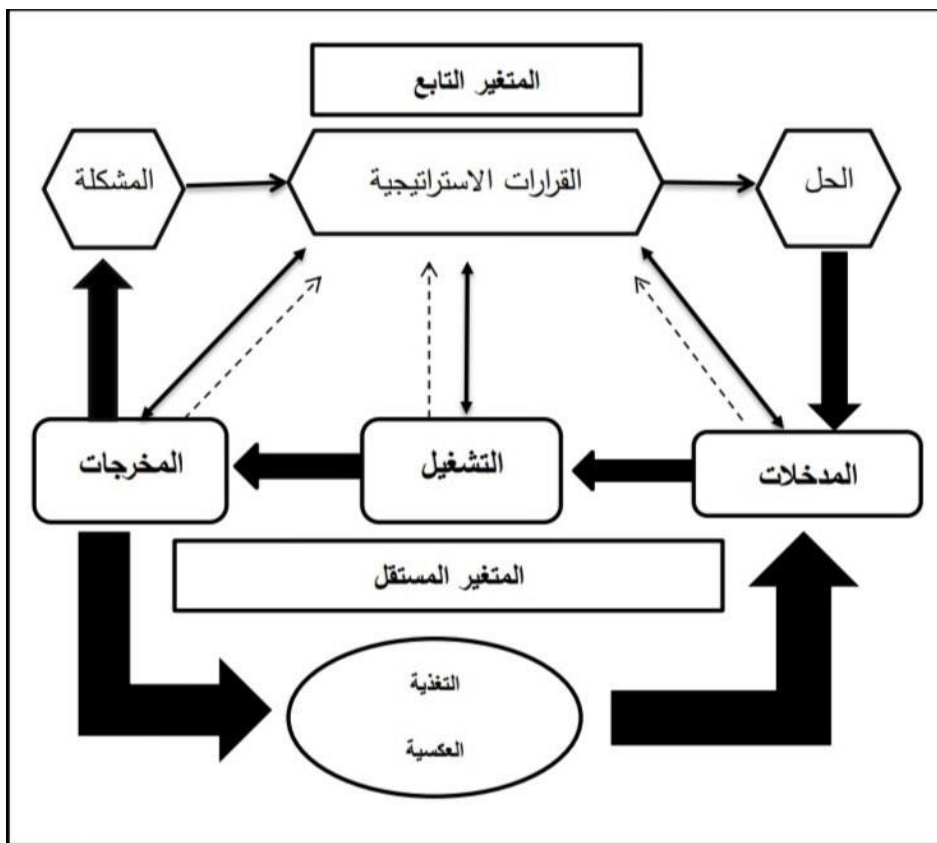 المتغير التابع
المشكلة
القرارات الاستراتيجية
الحل
المخرجات
التشغيل
المدخلات
المتغير المستقل
التغذية
العكسية